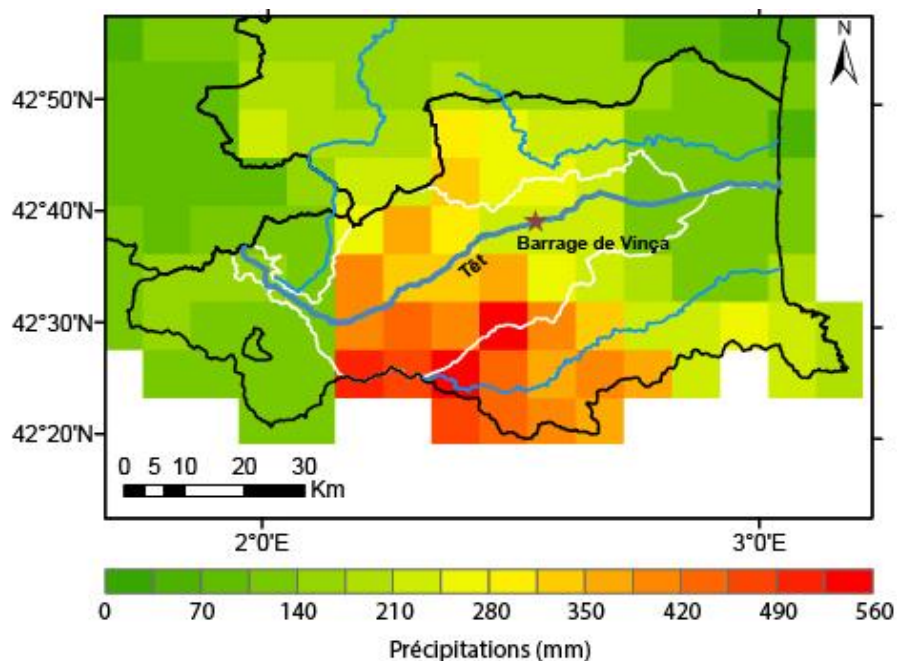 N
42°50'N
42°40'N
Barrage de Vinça
Têt
42°30'N
42°20'N
0 5 10 20 30
Km
2°0'E 3°0'E
0 70 140 210 280 350 420 490 560
Précipitations (mm)